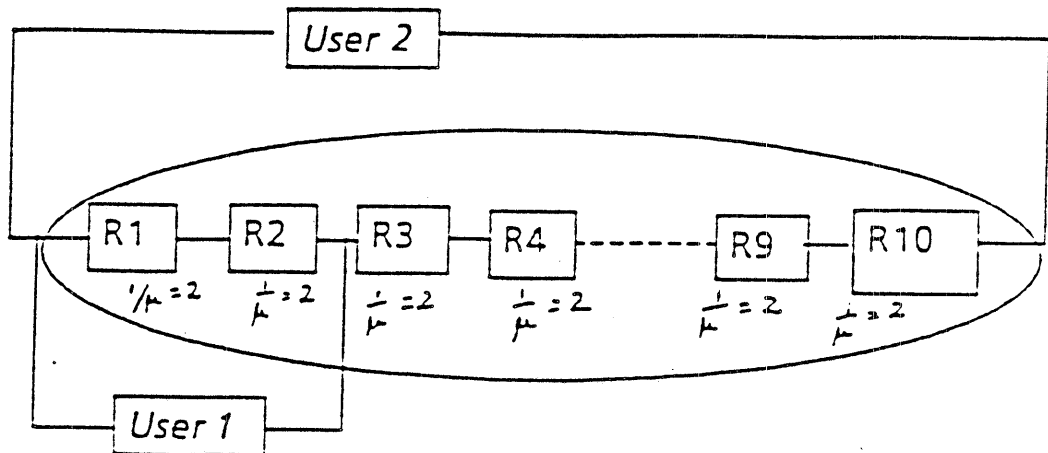 User 2
R1
R2
R3
R4
R9
R10
1/μ = 2
1/μ = 2
1/μ = 2
1/μ = 2
1/μ = 2
1/μ = 2
User 1